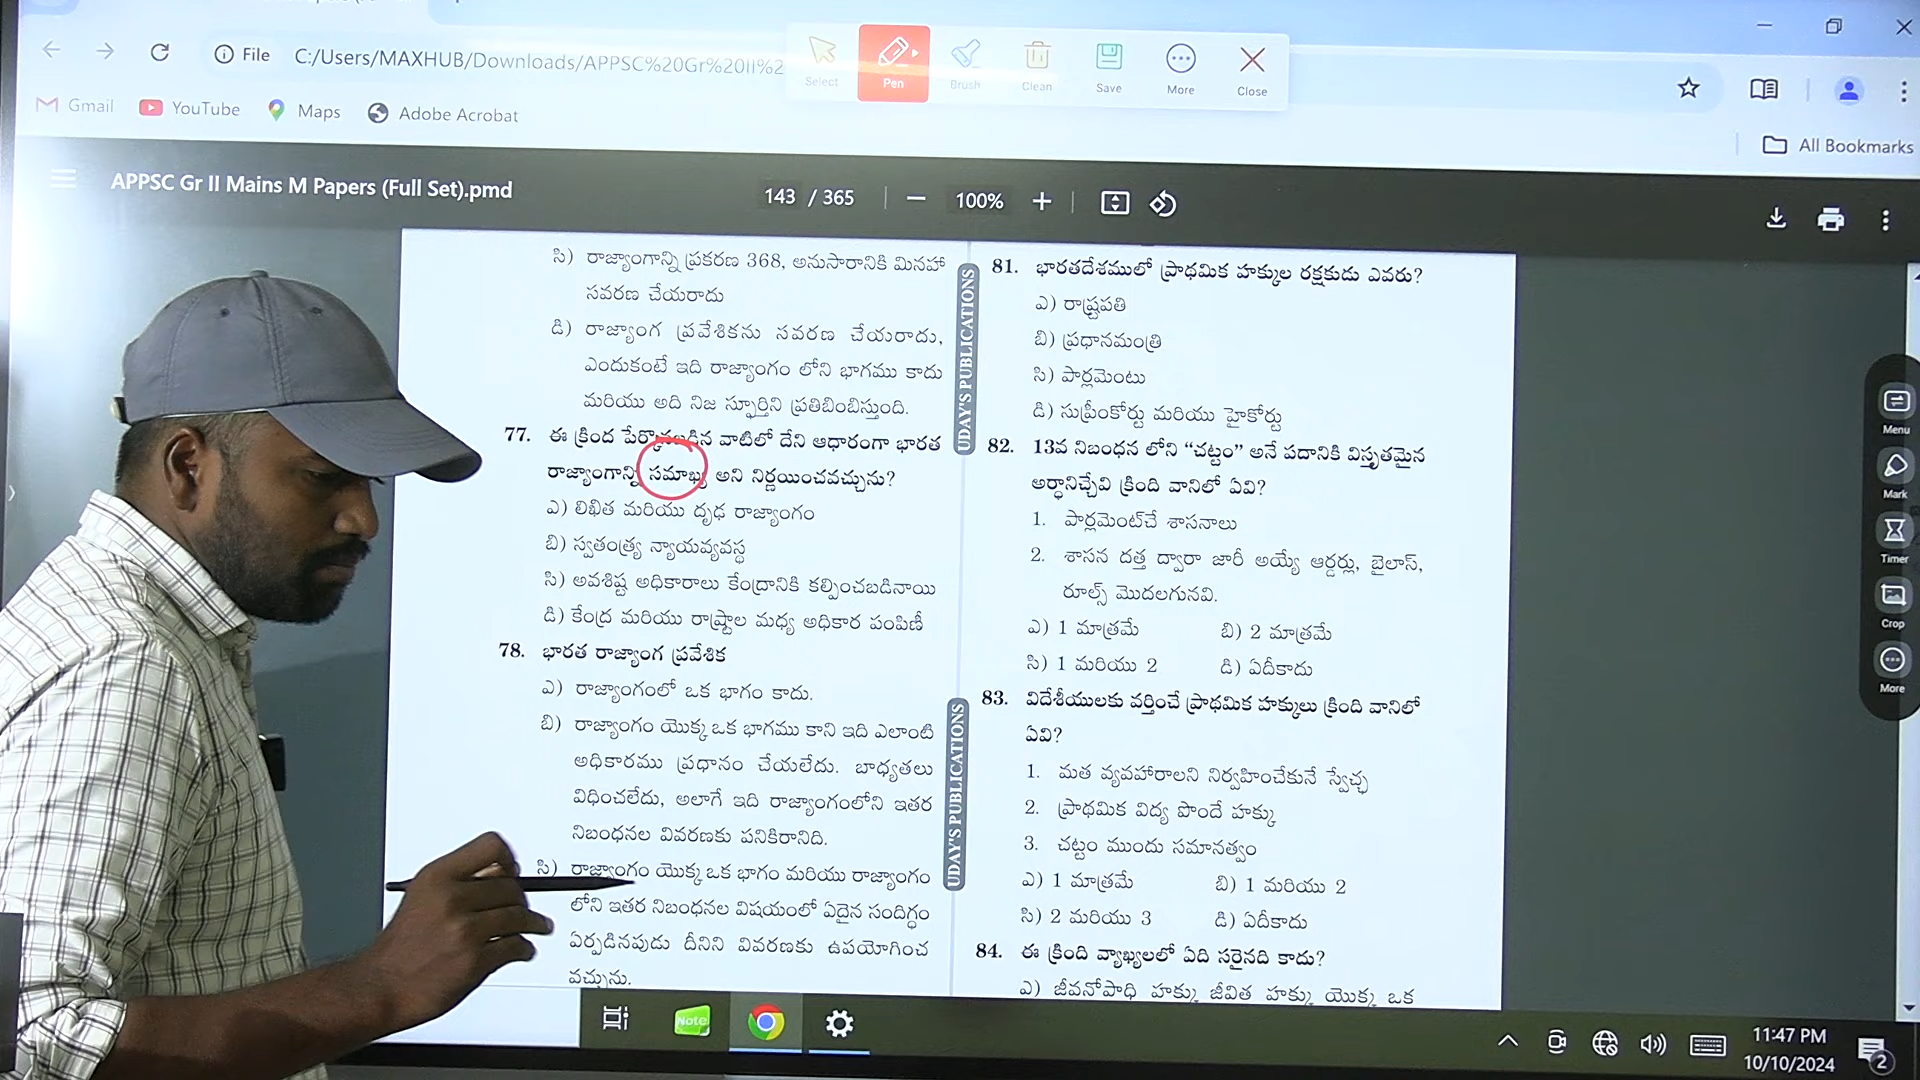 File
C:/Users/MAXHUB/Downloads/APPSC%20Gr%20II%2
Select
Pen
Brush
Clean
Save
More
Close
Gmail
YouTube
Maps
Adobe Acrobat
All Bookmarks
APPSC Gr II Mains M Papers (Full Set).pmd
143 / 365
100%
సి) రాజ్యాంగాన్ని ప్రకరణ 368, అనుసారానికి మినహా
సవరణ చేయరాదు
డి) రాజ్యాంగ ప్రవేశికను సవరణ చేయరాదు,
ఎందుకంటే ఇది రాజ్యాంగం లోని భాగము కాదు
మరియు అది నిజ స్ఫూర్తిని ప్రతిబింబిస్తుంది.
77. ఈ క్రింద పేర్కొనబడిన వాటిలో దేని ఆధారంగా భారత
రాజ్యాంగాన్ని సమాఖ్య అని నిర్ణయించవచ్చును?
ఎ) లిఖిత మరియు దృఢ రాజ్యాంగం
బి) స్వతంత్ర్య న్యాయవ్యవస్థ
సి) అవశిష్ట అధికారాలు కేంద్రానికి కల్పించబడినాయి
డి) కేంద్ర మరియు రాష్ట్రాల మధ్య అధికార పంపిణీ
78. భారత రాజ్యాంగ ప్రవేశిక
ఎ) రాజ్యాంగంలో ఒక భాగం కాదు.
బి) రాజ్యాంగం యొక్క ఒక భాగము కాని ఇది ఎలాంటి
అధికారము ప్రధానం చేయలేదు. బాధ్యతలు
విధించలేదు, అలాగే ఇది రాజ్యాంగంలోని ఇతర
నిబంధనల వివరణకు పనికిరానిది.
సి) రాజ్యాంగం యొక్క ఒక భాగం మరియు రాజ్యాంగం
లోని ఇతర నిబంధనల విషయంలో ఏదైన సందిగ్ధం
ఏర్పడినపుడు దీనిని వివరణకు ఉపయోగించ
వచ్చును.
UDAY'S PUBLICATIONS
UDAY'S PUBLICATIONS
81. భారతదేశములో ప్రాథమిక హక్కుల రక్షకుడు ఎవరు?
ఎ) రాష్ట్రపతి
బి) ప్రధానమంత్రి
సి) పార్లమెంటు
డి) సుప్రీంకోర్టు మరియు హైకోర్టు
82. 13వ నిబంధన లోని “చట్టం” అనే పదానికి విస్తృతమైన
అర్ధానిచ్చేవి క్రింది వానిలో ఏవి?
1. పార్లమెంట్‌చే శాసనాలు
2. శాసన దత్త ద్వారా జారీ అయ్యే ఆర్డర్లు, బైలాస్,
రూల్స్ మొదలగునవి.
ఎ) 1 మాత్రమే బి) 2 మాత్రమే
సి) 1 మరియు 2 డి) ఏదీకాదు
83. విదేశీయులకు వర్తించే ప్రాథమిక హక్కులు క్రింది వానిలో
ఏవి?
1. మత వ్యవహారాలని నిర్వహించేకునే స్వేచ్ఛ
2. ప్రాథమిక విద్య పొందే హక్కు
3. చట్టం ముందు సమానత్వం
ఎ) 1 మాత్రమే బి) 1 మరియు 2
సి) 2 మరియు 3 డి) ఏదీకాదు
84. ఈ క్రింది వ్యాఖ్యలలో ఏది సరైనది కాదు?
ఎ) జీవనోపాధి హక్కు జీవిత హక్కు యొక్క ఒక
Menu
Mark
Timer
Crop
More
Note
11:47 PM
10/10/2024
2